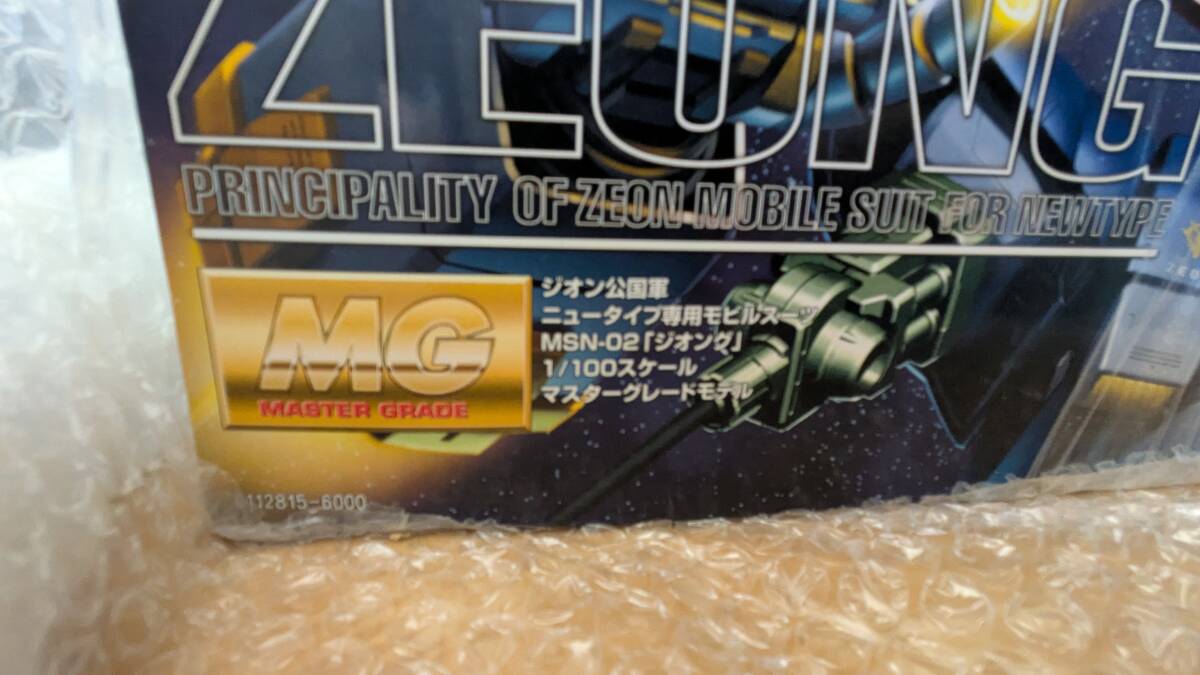 ZEONG
PRINCIPALITY OF ZEON MOBILE SUIT FOR NEWTYPE
MG
MASTER GRADE
ジオン公国軍
ニュータイプ専用モビルスーツ
MSN-02「ジオング」
1/100スケール
マスターグレードモデル
0112815-6000